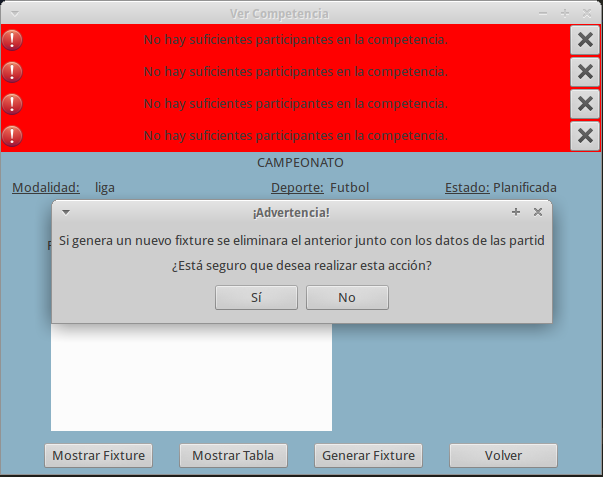 Ver Competencia
No hay suficientes participantes en la competencia.
No hay suficientes participantes en la competencia.
No hay suficientes participantes en la competencia.
No hay suficientes participantes en la competencia.
CAMPEONATO
Modalidad: liga Deporte: Futbol Estado: Planificada
¡Advertencia!
Si genera un nuevo fixture se eliminara el anterior junto con los datos de las partid
¿Está seguro que desea realizar esta acción?
Sí No
Mostrar Fixture Mostrar Tabla Generar Fixture Volver